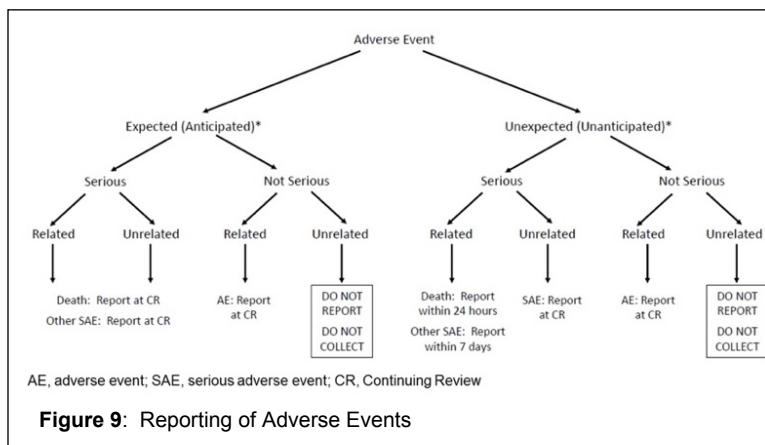 Adverse Event
Expected (Anticipated)*
Unexpected (Unanticipated)*
Serious
Not Serious
Serious
Not Serious
Related
Unrelated
Related
Unrelated
Related
Unrelated
Related
Unrelated
Death: Report at CR
Other SAE: Report at CR
AE: Report
at CR
DO NOT
REPORT
DO NOT
COLLECT
Death: Report
within 24 hours
Other SAE: Report
within 7 days
SAE: Report
at CR
AE: Report
at CR
DO NOT
REPORT
DO NOT
COLLECT
AE, adverse event; SAE, serious adverse event; CR, Continuing Review
Figure 9: Reporting of Adverse Events